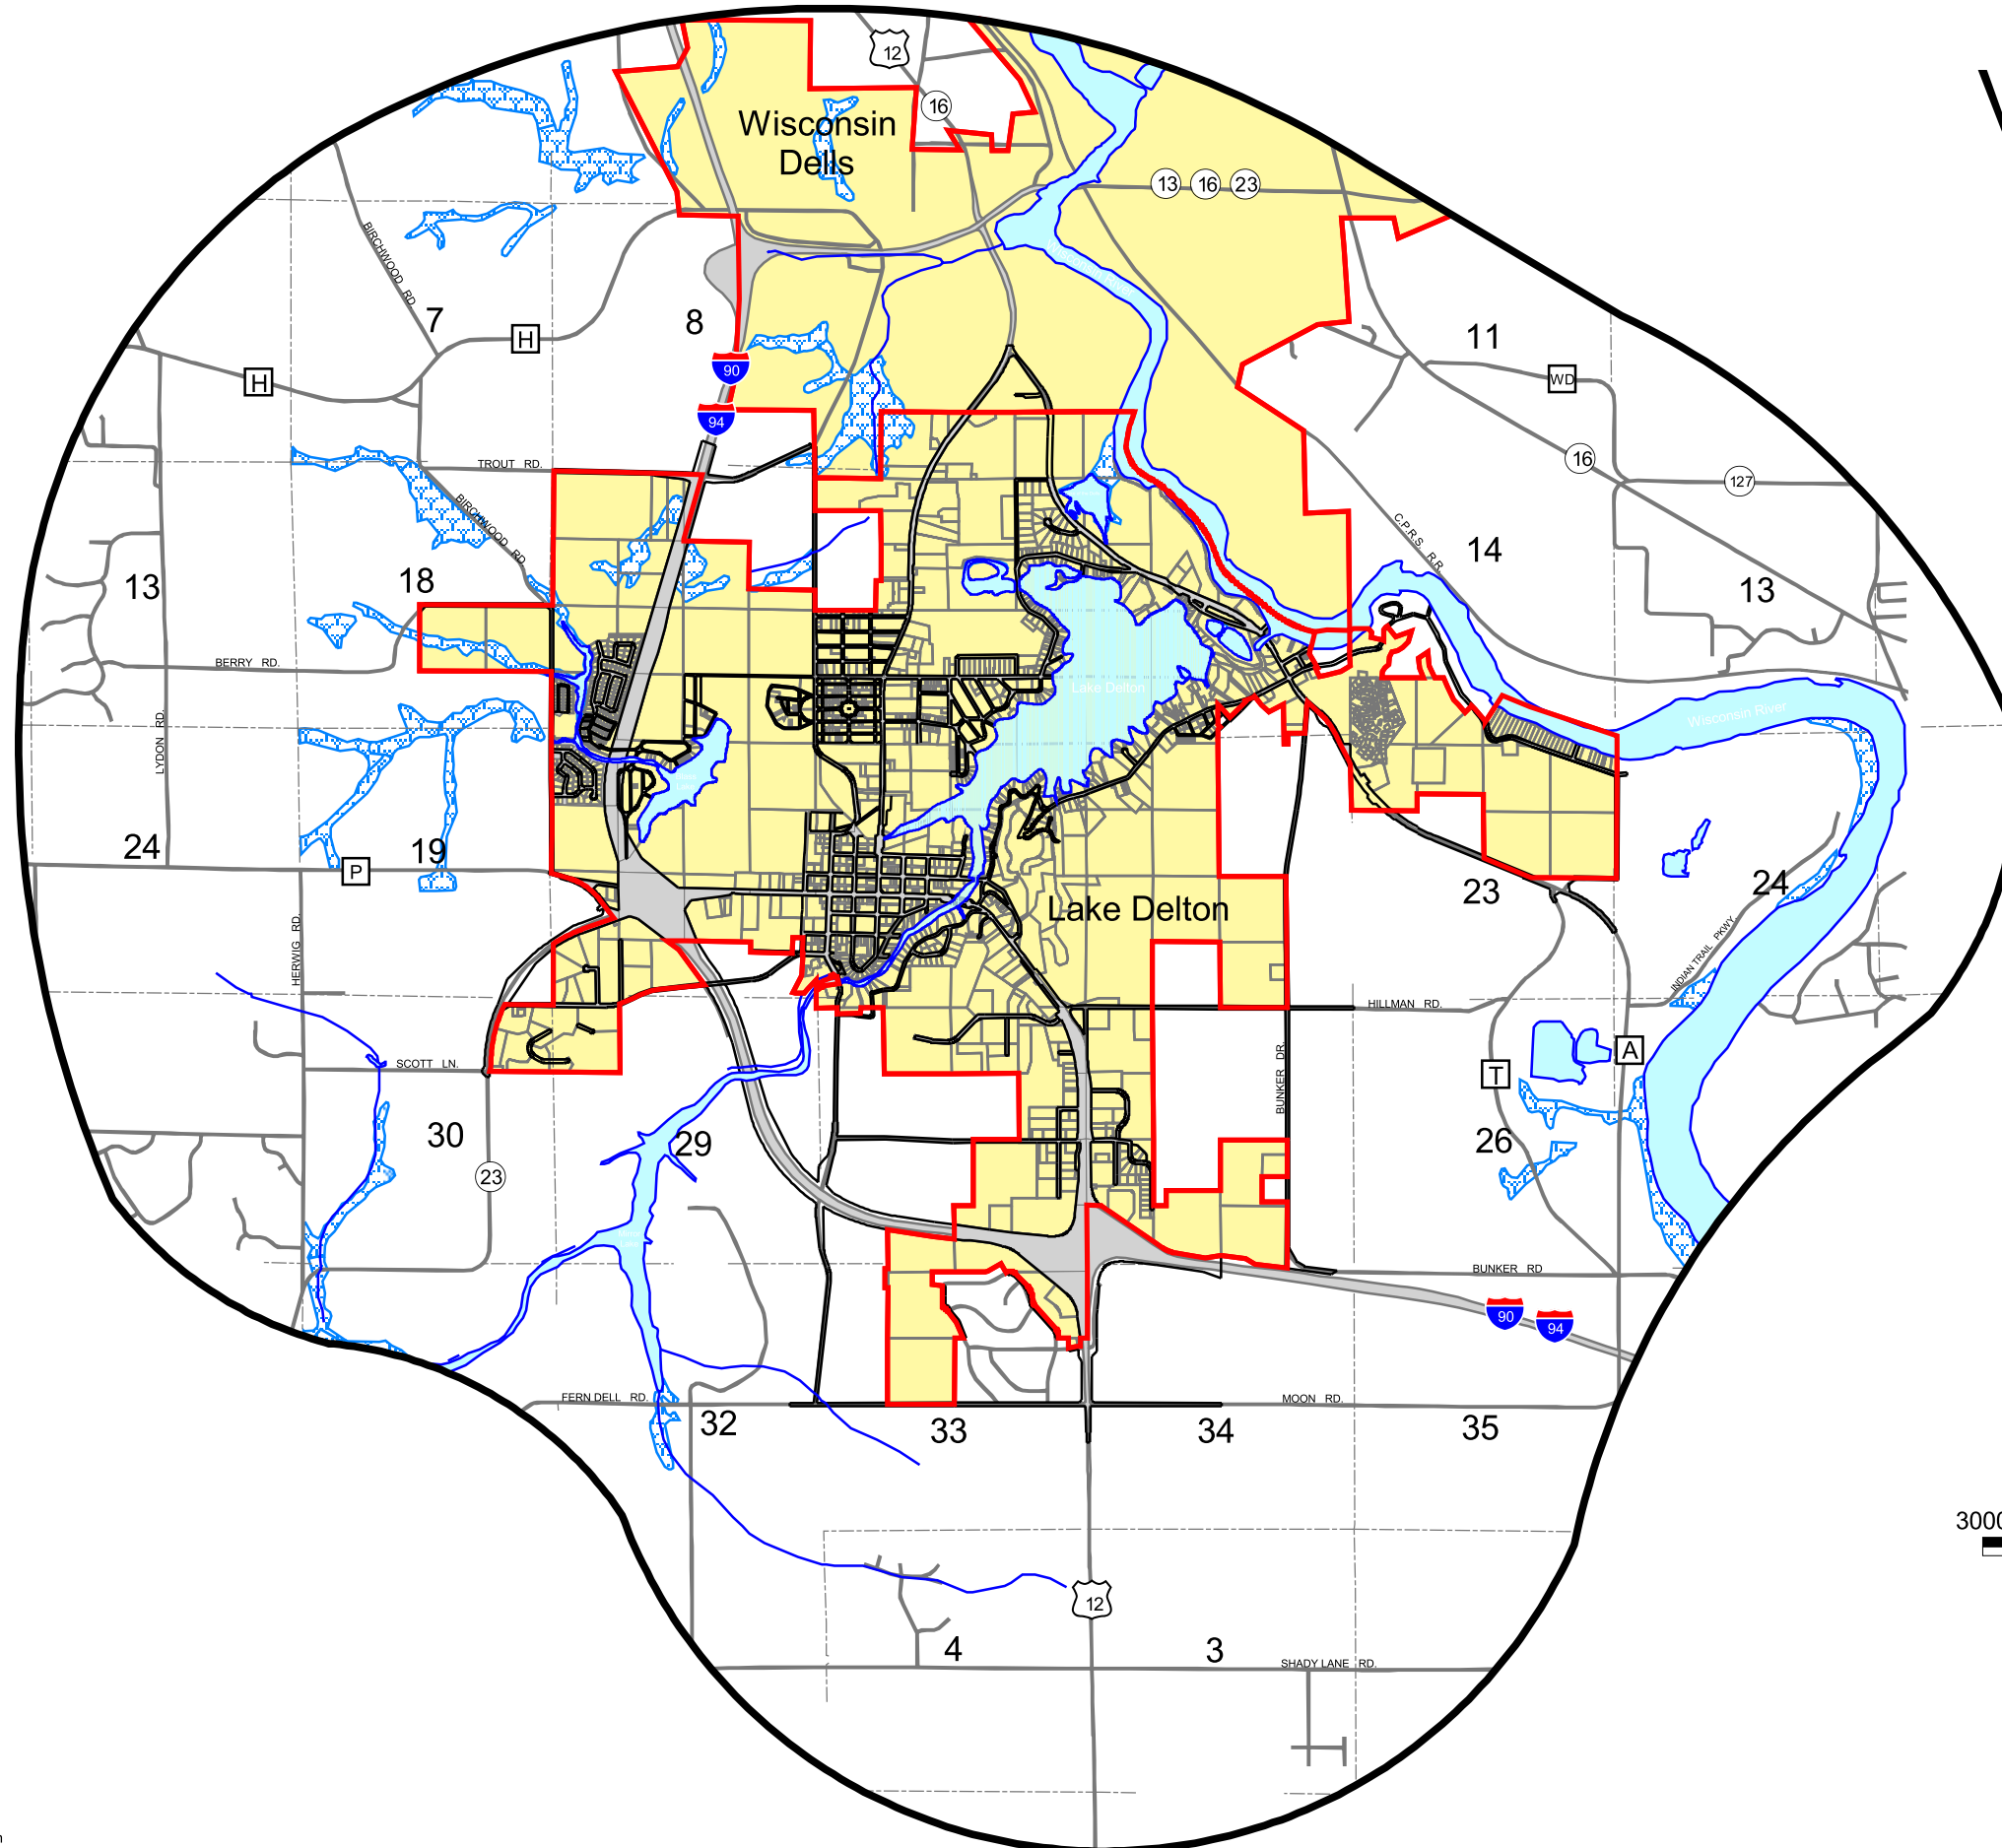 12
16
Wisconsin
Dells
13 16 23
BIRCHWOOD RD.
7
H
8
11
90
H
WD
94
TROUT RD.
16
127
BIRCHWOOD RD.
C.P.R.S. R.R.
14
13
18
13
BERRY RD.
Lake Delton
Wisconsin River
LYDON RD.
24
19
P
23
24
Lake Delton
HERWIG RD.
INDIAN TRAIL PKWY.
HILLMAN RD.
SCOTT LN.
BUNKER DR.
A
T
30
29
26
23
BUNKER RD
90
94
FERN DELL RD.
MOON RD.
32
33
34
35
3000
12
4
3
SHADY LANE RD.